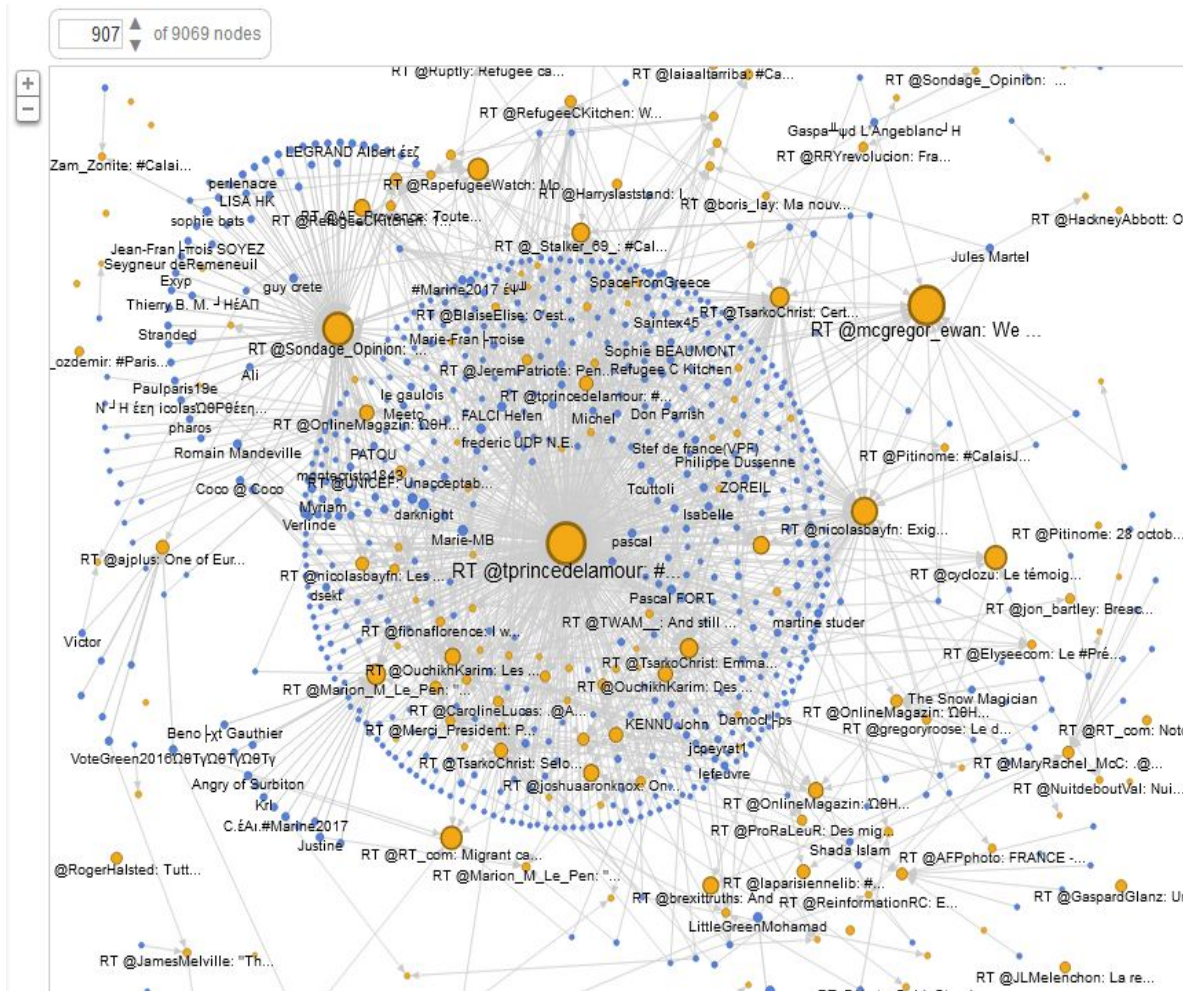 907 of 9069 nodes
RT @Ruptly: Refugee ca...
RT @laiaaltarriba: #Ca...
RT @Sondage_Opinion: ...
RT @RefugeeCKitchen: W...
RT @RRYrevolucion: Fra...
Zam_Zonite: #Calai...
RT @RapefugeeWatch: Mo
perlenacre
LISA HK
RT @Harryslaststand: I
RT @boris_lay: Ma nouv...
sophie bats
RT @AF_Provence: Toute...
RT @HackneyAbbott: O
RT @_Stalker_69_: #Cal...
Jules Martel
Seygneur deRemeneuil
Exyp
guy crete
SpaceFromGreece
RT @BlaiseElise: C'est...
RT @TsarkoChrist: Cert...
Stranded
Saintex45
RT @mcgregor_ewan: We ...
RT @Sondage_Opinion: ...
Sophie BEAUMONT
_ozdemir: #Paris...
Ali
RT @JeremPatriote: Pen...
Refugee C Kitchen
Paulparis19e
le gaulois
RT @tprincedelamour: #...
Meeto
FALCI Helen
Michel
Don Parrish
pharos
frederic UDP N.E.
Romain Mandeville
PATOU
Stef de france(VPF)
RT @Pitinome: #CalaisJ...
Philippe Dussenne
montecristo1843
RT @UNICEF: Unacceptab...
Coco @ Coco
Touttoli
ZOREIL
Myriam
Verlinde
darknight
Isabelle
RT @nicolasbayfn: Exig...
RT @Pitinome: 28 octob...
Marie-MB
pascal
RT @ajplus: One of Eur...
RT @tprincedelamour: #...
RT @cyclozu: Le témoig...
RT @nicolasbayfn: Les ...
dsekt
Pascal FORT
RT @jon_bartley: Breac...
RT @TWAM__: And still ...
martine studer
RT @fionaflorence: I w...
Victor
RT @Elyseecom: Le #Pré...
RT @OuchikhKarim: Les ...
RT @TsarkoChrist: Emma...
RT @Marion_M_Le_Pen: "...
RT @OuchikhKarim: Des ...
The Snow Magician
RT @CarolineLucas: .@A...
KENNU John
RT @Merci_President: P...
RT @gregoryroose: Le d...
RT @RT_com: Note
jcpeyrat1
RT @TsarkoChrist: Selo...
lefeuvre
RT @MaryRachel_McC: .@...
Angry of Surbiton
RT @joshuaaronknox: On...
RT @NuitdeboutVal: Nui...
Krl
RT @ProRaLeuR: Des mig...
Justine
Shada Islam
RT @RT_com: Migrant ca...
RT @AFPphoto: FRANCE -...
@RogerHalsted: Tutt...
RT @Marion_M_Le_Pen: "...
RT @laparisiennelib: #...
RT @brexittruths: And
RT @ReinformationRC: E...
RT @GaspardGlanz: Un
LittleGreenMohamad
RT @JamesMelville: "Th...
RT @JLMelenchon: La re...